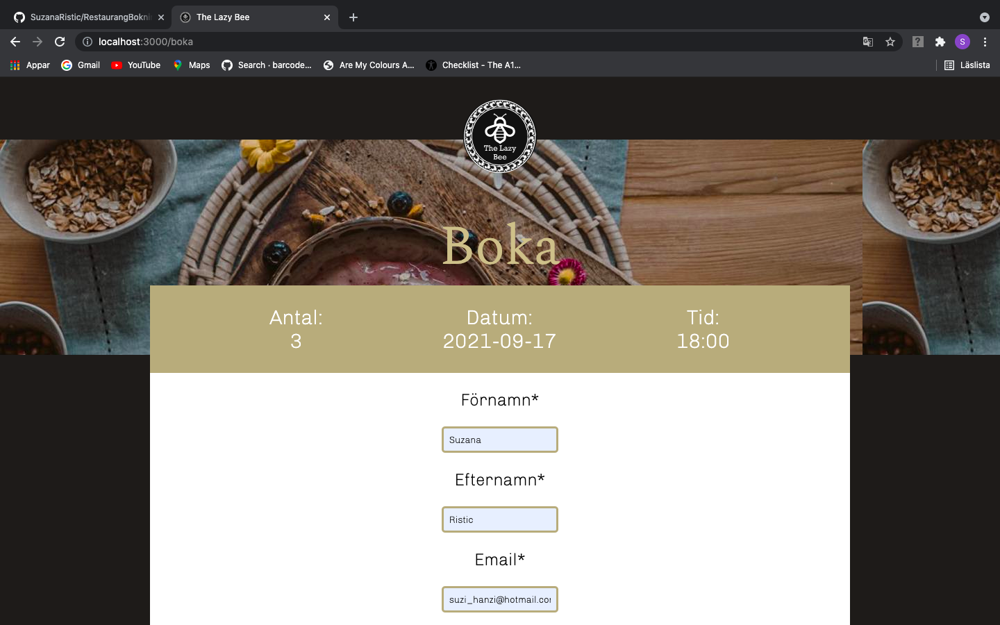 SuzanaRistic/RestaurangBokni
The Lazy Bee
localhost:3000/boka
S
Appar
Gmail
YouTube
Maps
Search · barcode...
Are My Colours A...
Checklist - The A1...
Läslista
The Lazy
Bee
Boka
Antal:
3
Datum:
2021-09-17
Tid:
18:00
Förnamn*
Suzana
Efternamn*
Ristic
Email*
suzi_hanzi@hotmail.com